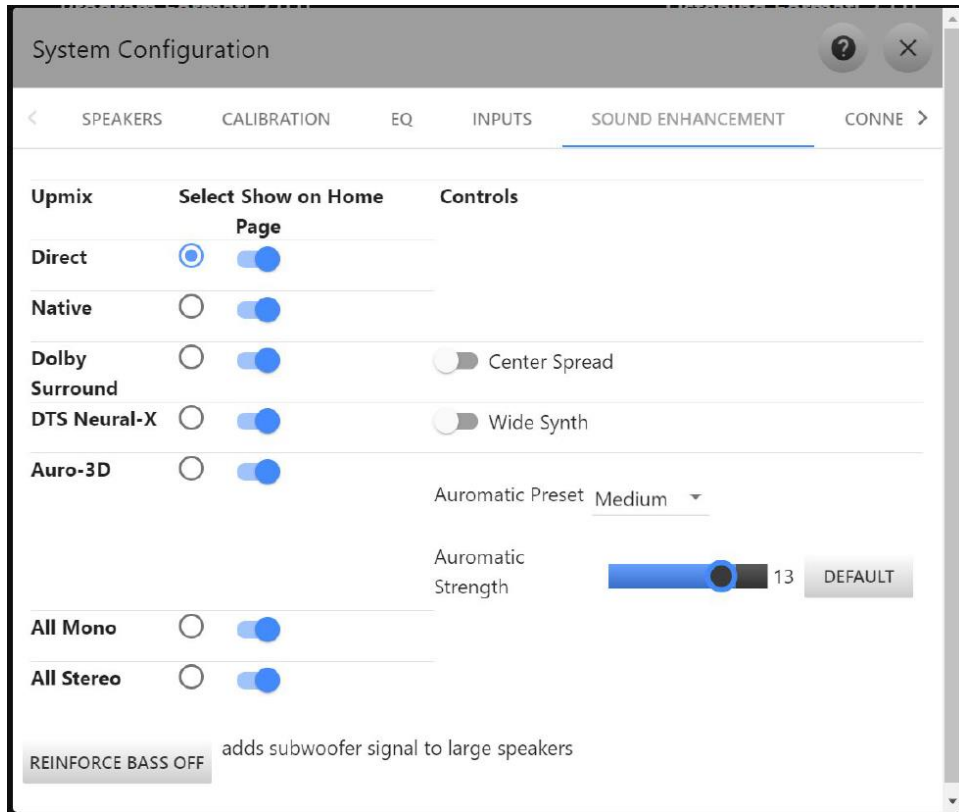 System Configuration
SPEAKERS CALIBRATION EQ INPUTS SOUND ENHANCEMENT CONNE
Upmix Select Show on Home Controls
Page
Direct
Native
Dolby Center Spread
Surround
DTS Neural-X Wide Synth
Auro-3D
Auromatic Preset Medium
Auromatic
Strength 13 DEFAULT
All Mono
All Stereo
REINFORCE BASS OFF adds subwoofer signal to large speakers